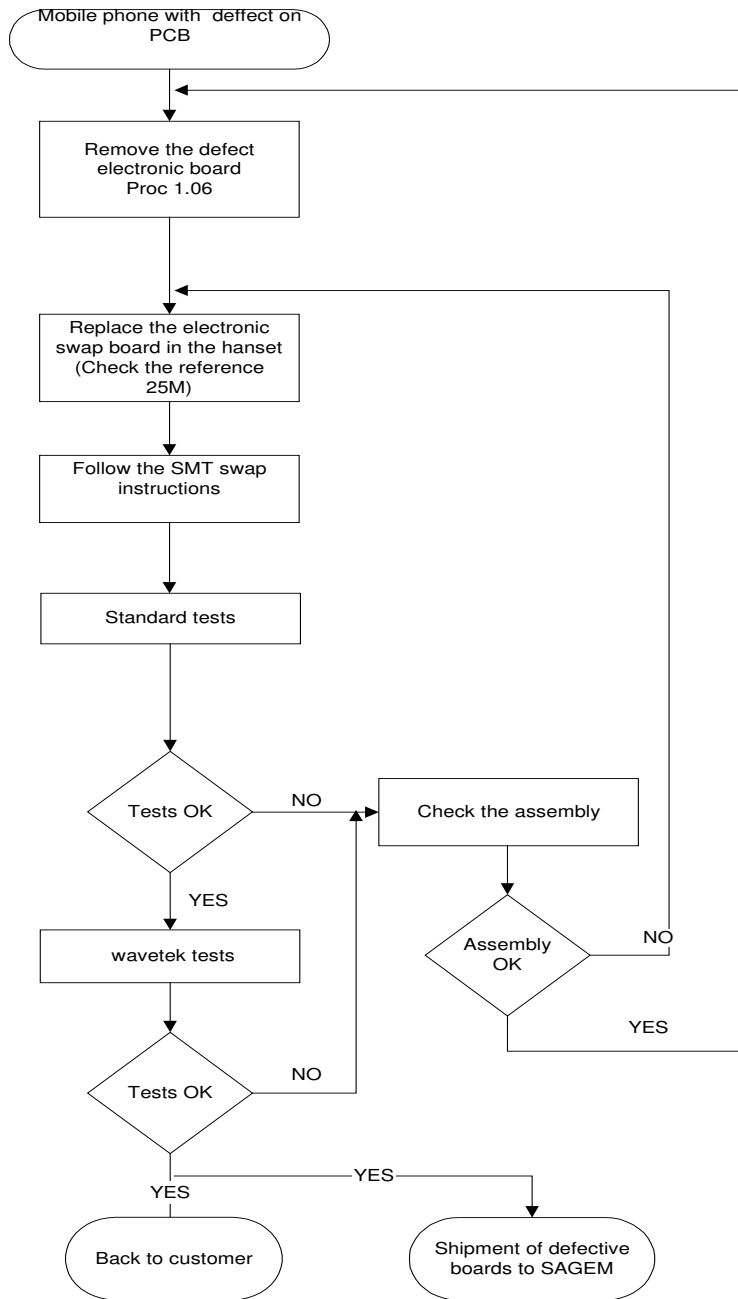 Mobile phone with deffect on
PCB
Remove the defect
electronic board
Proc 1.06
Replace the electronic
swap board in the hanset
(Check the reference
25M)
Follow the SMT swap
instructions
Standard tests
Tests OK
NO
Check the assembly
YES
wavetek tests
Assembly
OK
NO
YES
Tests OK
NO
YES
YES
Back to customer
Shipment of defective
boards to SAGEM